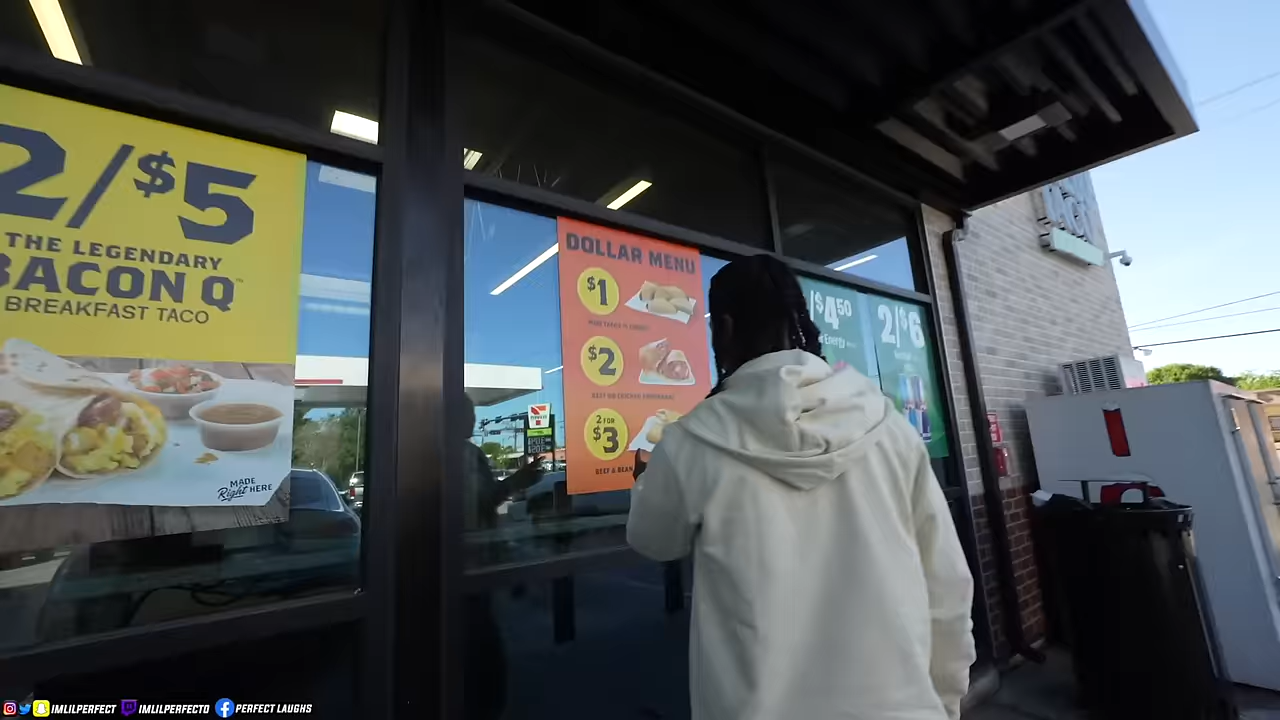 2/$5
THE LEGENDARY
BACON Q
BREAKFAST TACO
MADE
Right HERE
DOLLAR MENU
$1
$2
2 FOR
$3
BEEF & BEAN
/$4 50
Energy
2/$6
IMLILPERFECT IMLILPERFECTO PERFECT LAUGHS